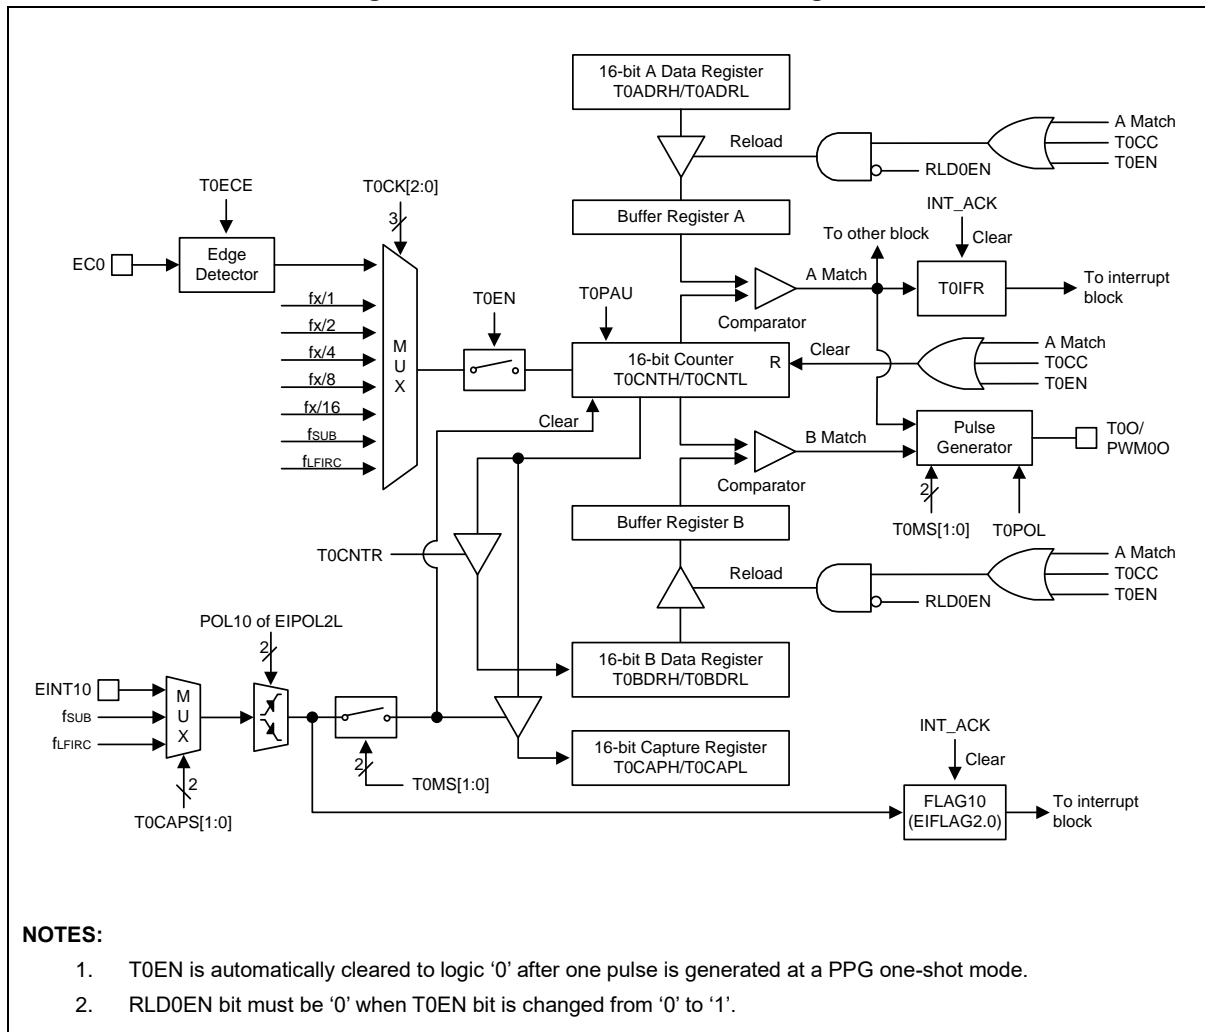 16-bit A Data Register
T0ADRH/T0ADRL
Reload
A Match
T0CC
T0EN
RLD0EN
T0ECE
T0CK[2:0]
3
Buffer Register A
INT_ACK
To other block
Clear
EC0
Edge
Detector
A Match
T0IFR
To interrupt
block
fx/1
fx/2
fx/4
fx/8
fx/16
fSUB
fLFIRC
M
U
X
T0EN
T0PAU
Comparator
16-bit Counter
T0CNTH/T0CNTL
R
Clear
A Match
T0CC
T0EN
Clear
B Match
Pulse
Generator
T0O/
PWM0O
Comparator
2
Buffer Register B
T0MS[1:0]
T0POL
T0CNTR
Reload
A Match
T0CC
T0EN
RLD0EN
POL10 of EIPOL2L
2
16-bit B Data Register
T0BDRH/T0BDRL
EINT10
fSUB
fLFIRC
M
U
X
2
T0CAPS[1:0]
2
T0MS[1:0]
16-bit Capture Register
T0CAPH/T0CAPL
INT_ACK
Clear
FLAG10
(EIFLAG2.0)
To interrupt
block
NOTES:
1. T0EN is automatically cleared to logic ‘0’ after one pulse is generated at a PPG one-shot mode.
2. RLD0EN bit must be ‘0’ when T0EN bit is changed from ‘0’ to ‘1’.